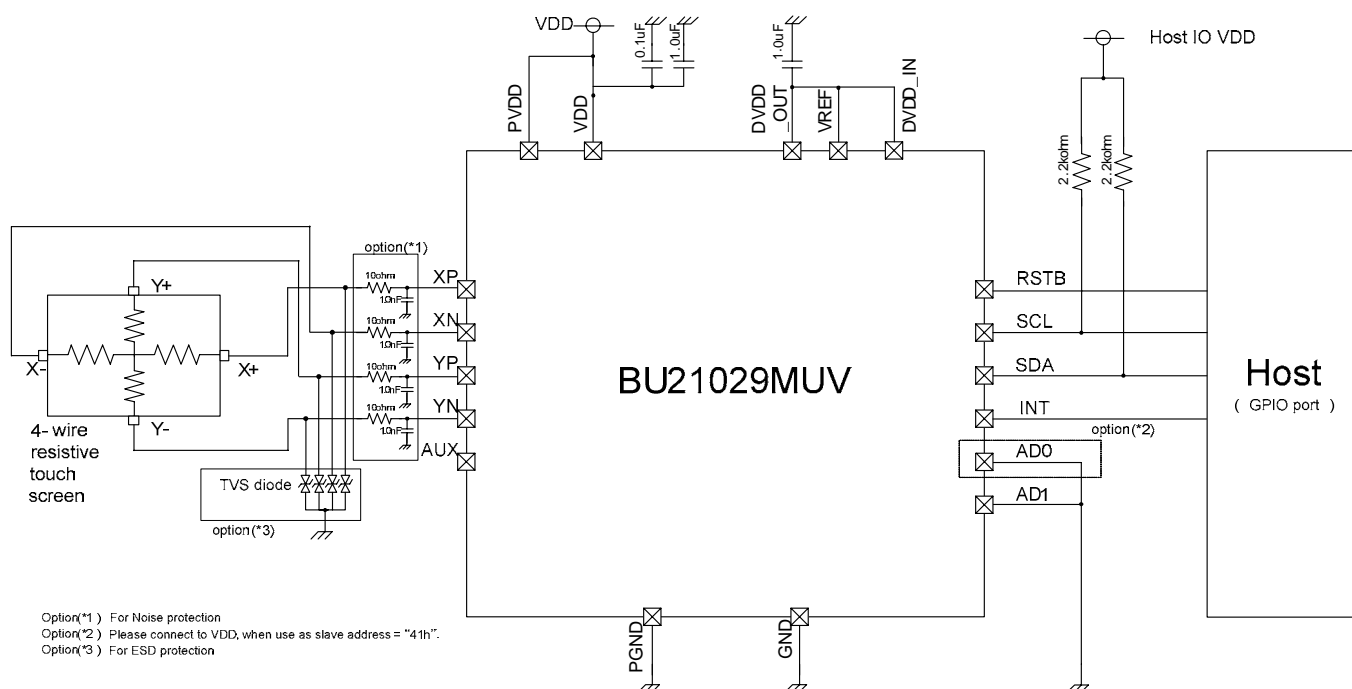 VDD
0.1uF
1.0uF
1.0uF
Host IO VDD
PVDD
VDD
DVDD
_OUT
VREF
DVDD_IN
2.2kohm
2.2kohm
option(*1)
10ohm
1.0nF
XP
10ohm
1.0nF
XN
10ohm
1.0nF
YP
10ohm
1.0nF
YN
AUX
Y+
X-
X+
Y-
4-wire
resistive
touch
screen
TVS diode
option(*3)
BU21029MUV
RSTB
SCL
SDA
INT
option(*2)
AD0
AD1
Host
( GPIO port )
PGND
GND
Option(*1) For Noise protection
Option(*2) Please connect to VDD, when use as slave address = "41h".
Option(*3) For ESD protection